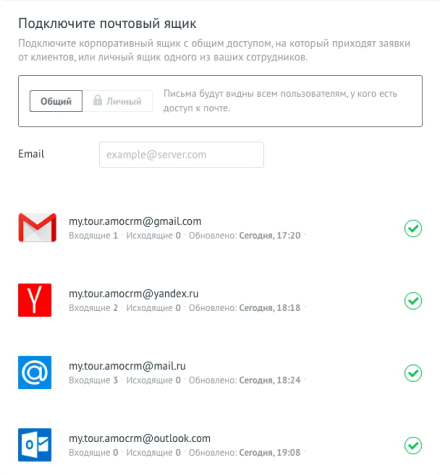 Подключите почтовый ящик
Подключите корпоративный ящик с общим доступом, на который приходят заявки
от клиентов, или личный ящик одного из ваших сотрудников.
Общий
Личный
Письма будут видны всем пользователям, у кого есть
доступ к почте.
Email
example@server.com
my.tour.amocrm@gmail.com
Входящие 1 · Исходящие 0 · Обновлено: Сегодня, 17:20 ·
my.tour.amocrm@yandex.ru
Входящие 2 · Исходящие 0 · Обновлено: Сегодня, 18:18 ·
my.tour.amocrm@mail.ru
Входящие 3 · Исходящие 0 · Обновлено: Сегодня, 18:24 ·
my.tour.amocrm@outlook.com
Входящие 0 · Исходящие 0 · Обновлено: Сегодня, 19:08 ·